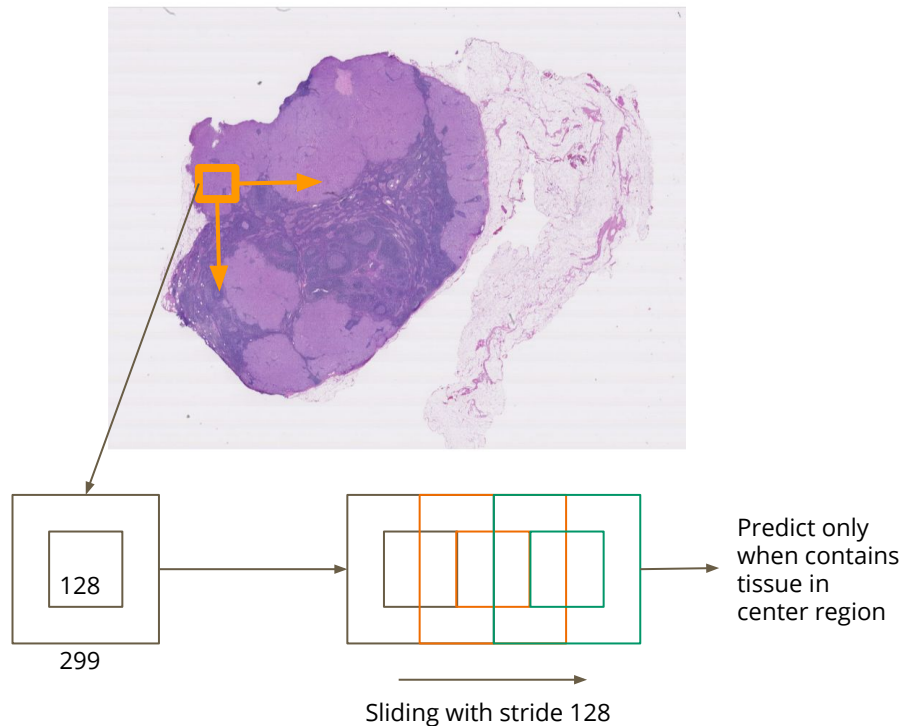 128
299
Predict only
when contains
tissue in
center region
Sliding with stride 128